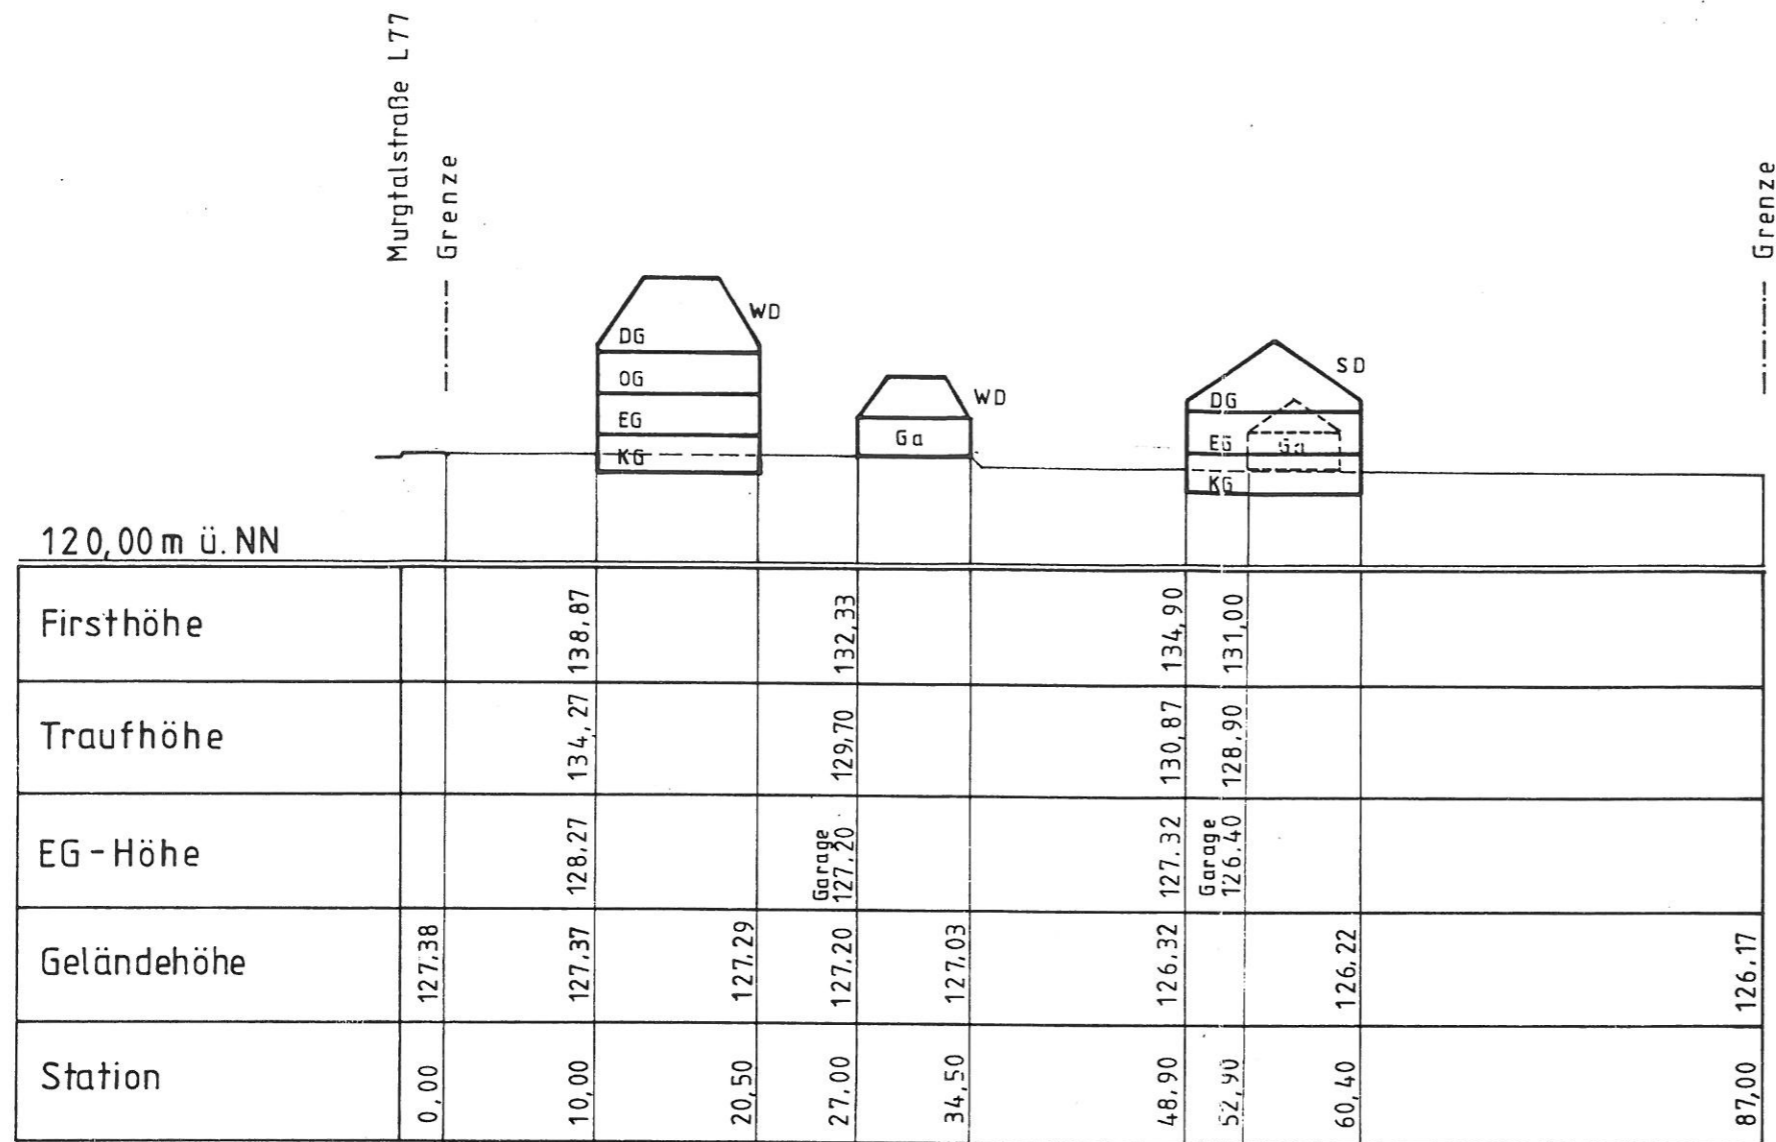 Murgtalstraße L77
Grenze
Grenze
WD
DG
OG
EG
KG
WD
Ga
SD
DG
EG
Ga
KG
120,00 m ü. NN
Firsthöhe 138,87 132,33 134,90 131,00
Traufhöhe 134,27 129,70 130,87 128,90
EG-Höhe 128,27 Garage 127,20 127,32 Garage 126,40
Geländehöhe 127,38 127,37 127,29 127,20 127,03 126,32 126,22 126,17
Station 0,00 10,00 20,50 27,00 34,50 48,90 52,90 60,40 87,00